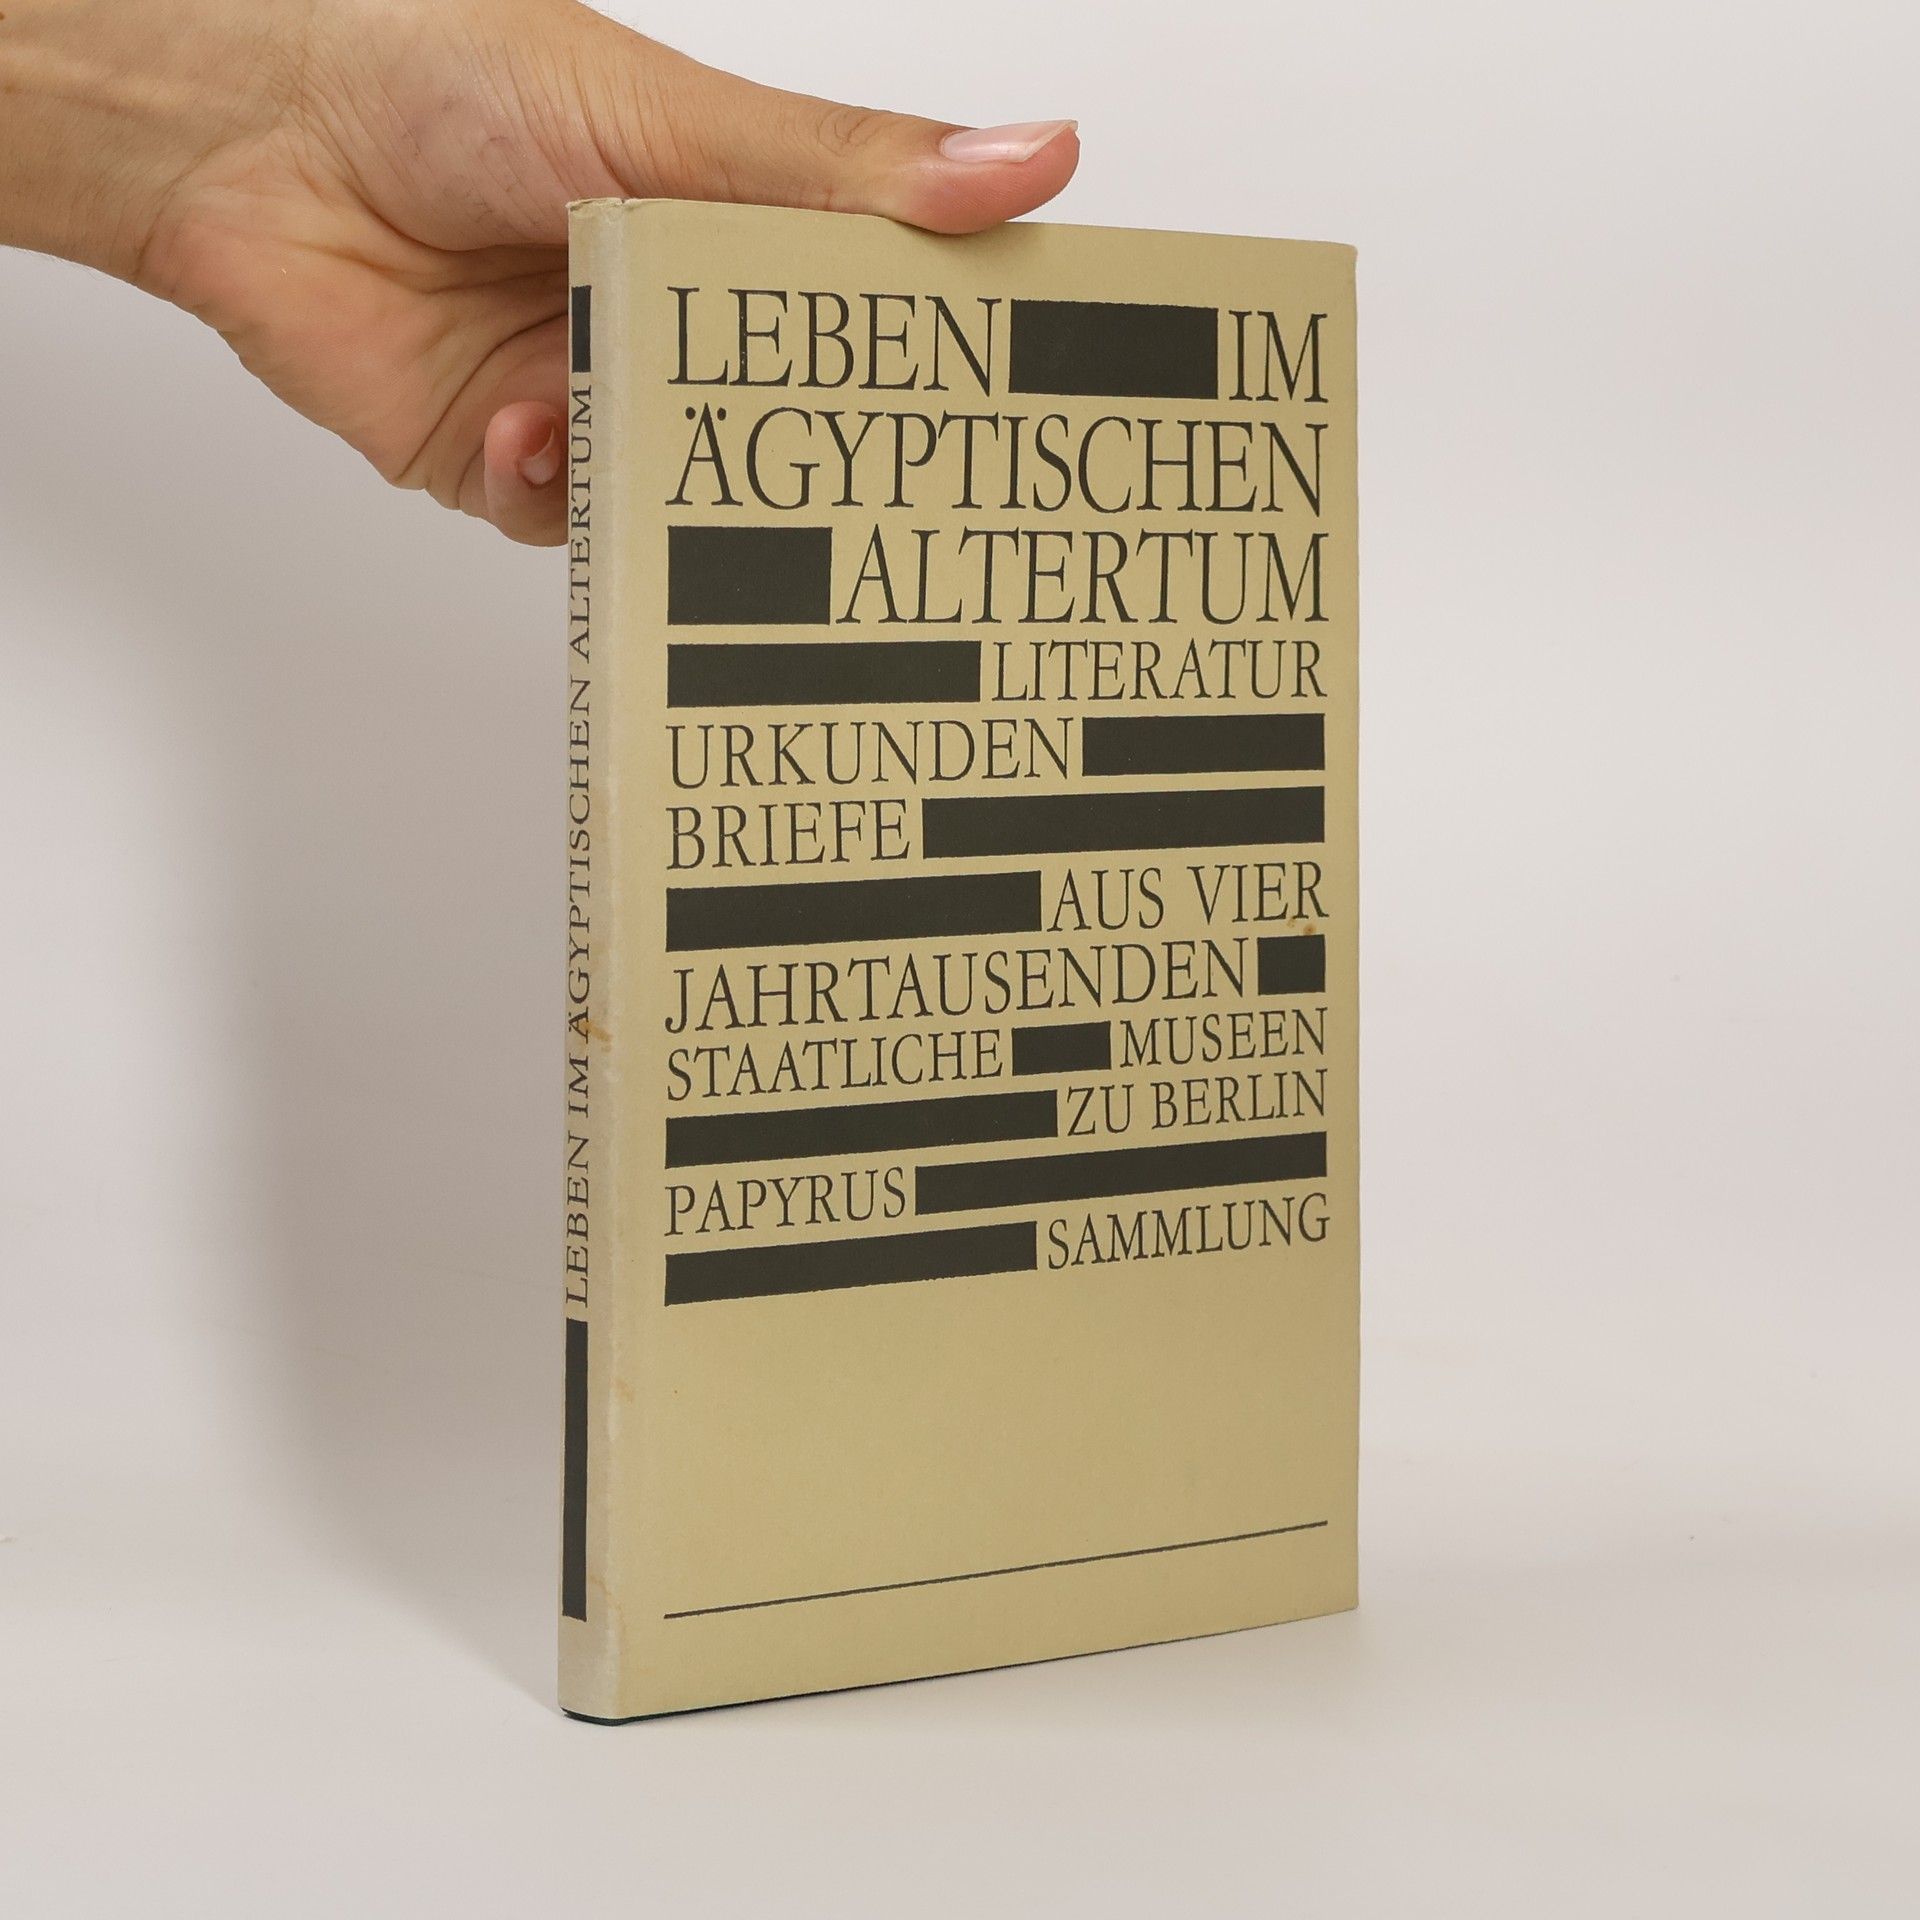 LEBEN IM
ÄGYPTISCHEN
ALTERTUM
LITERATUR
URKUNDEN
BRIEFE
AUS VIER
JAHRTAUSENDEN
STAATLICHE MUSEEN
ZU BERLIN
PAPYRUS
SAMMLUNG
LEBEN IM ÄGYPTISCHEN ALTERTUM